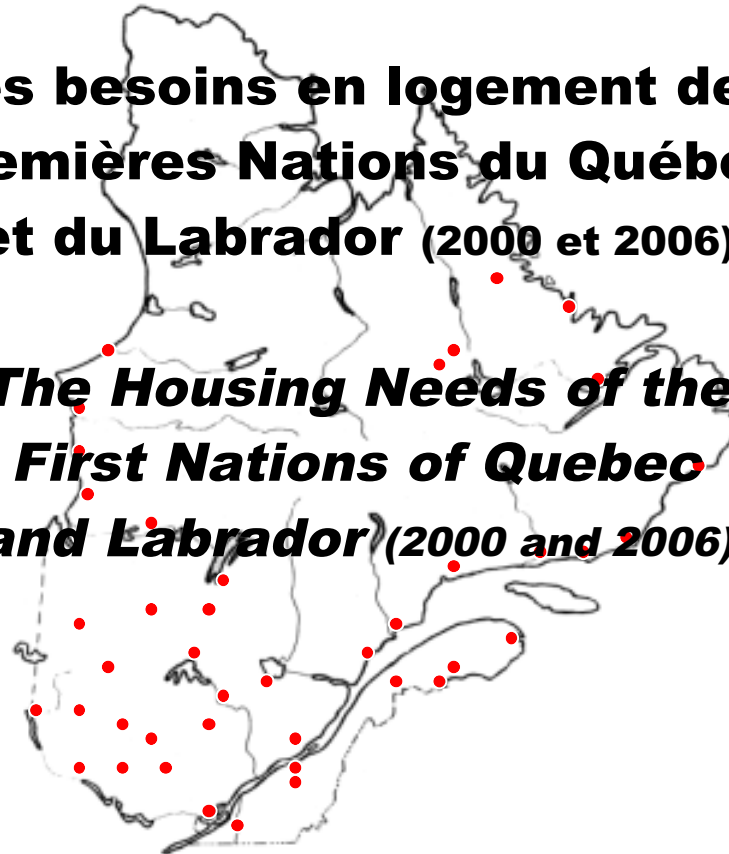 es besoins en logement de
emières Nations du Québe
et du Labrador (2000 et 2006)
The Housing Needs of the
First Nations of Quebec
and Labrador (2000 and 2006)